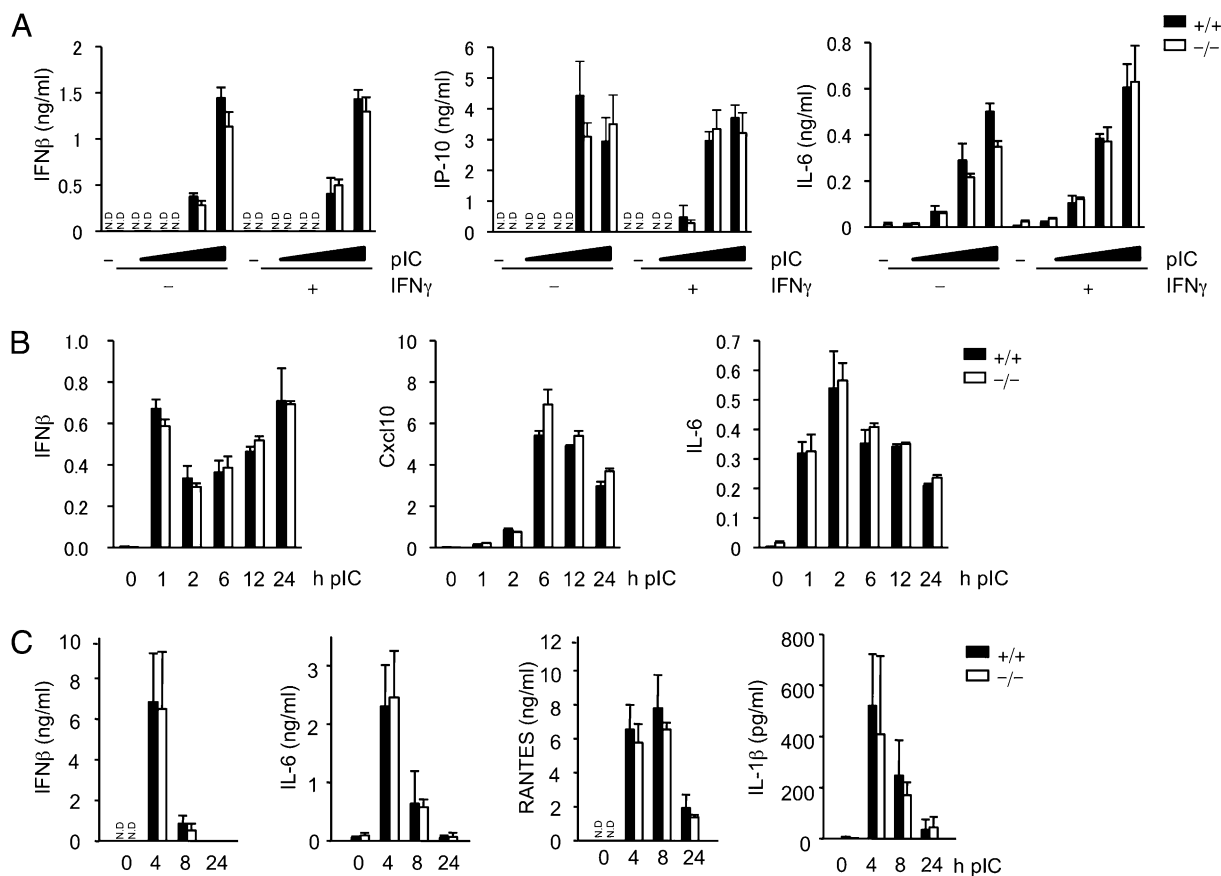 A
+/+
−/−
IFNβ (ng/ml)
2
1.5
1
0.5
0
N.D N.D N.D N.D N.D N.D N.D N.D N.D N.D N.D N.D
−
−
pIC
−
+
IFNγ
IP-10 (ng/ml)
6
5
4
3
2
1
0
N.D N.D N.D N.D N.D N.D N.D N.D N.D N.D
−
−
pIC
−
+
IFNγ
IL-6 (ng/ml)
0.8
0.6
0.4
0.2
0
−
−
pIC
−
+
IFNγ
B
+/+
−/−
IFNβ
1.0
0.8
0.6
0.4
0.2
0.0
0 1 2 6 12 24 h pIC
Cxcl10
10
8
6
4
2
0
0 1 2 6 12 24 h pIC
IL-6
0.7
0.6
0.5
0.4
0.3
0.2
0.1
0
0 1 2 6 12 24 h pIC
C
+/+
−/−
IFNβ (ng/ml)
10
8
6
4
2
0
N.D N.D
0 4 8 24
IL-6 (ng/ml)
3
2
1
0
0 4 8 24
RANTES (ng/ml)
12
10
8
6
4
2
0
N.D N.D
0 4 8 24
IL-1β (pg/ml)
800
600
400
200
0
0 4 8 24 h pIC